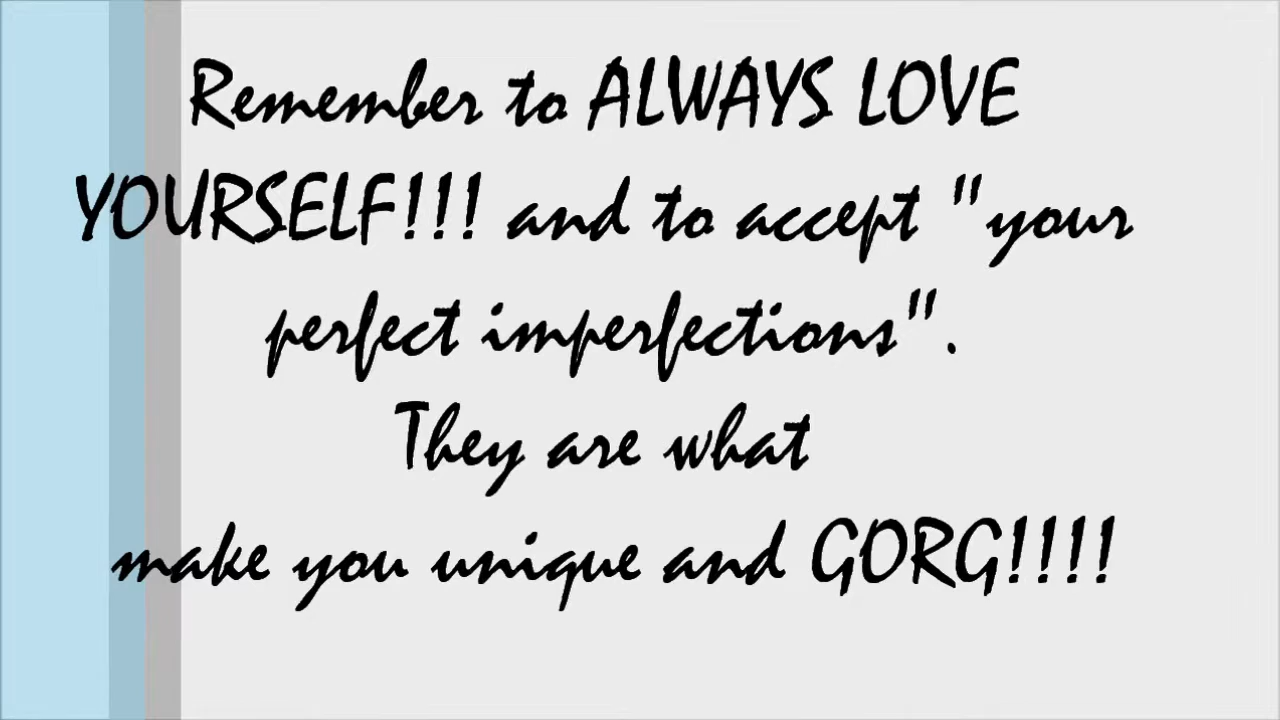 Remember to ALWAYS LOVE
YOURSELF!!! and to accept "your
perfect imperfections".
They are what
make you unique and GORG!!!!